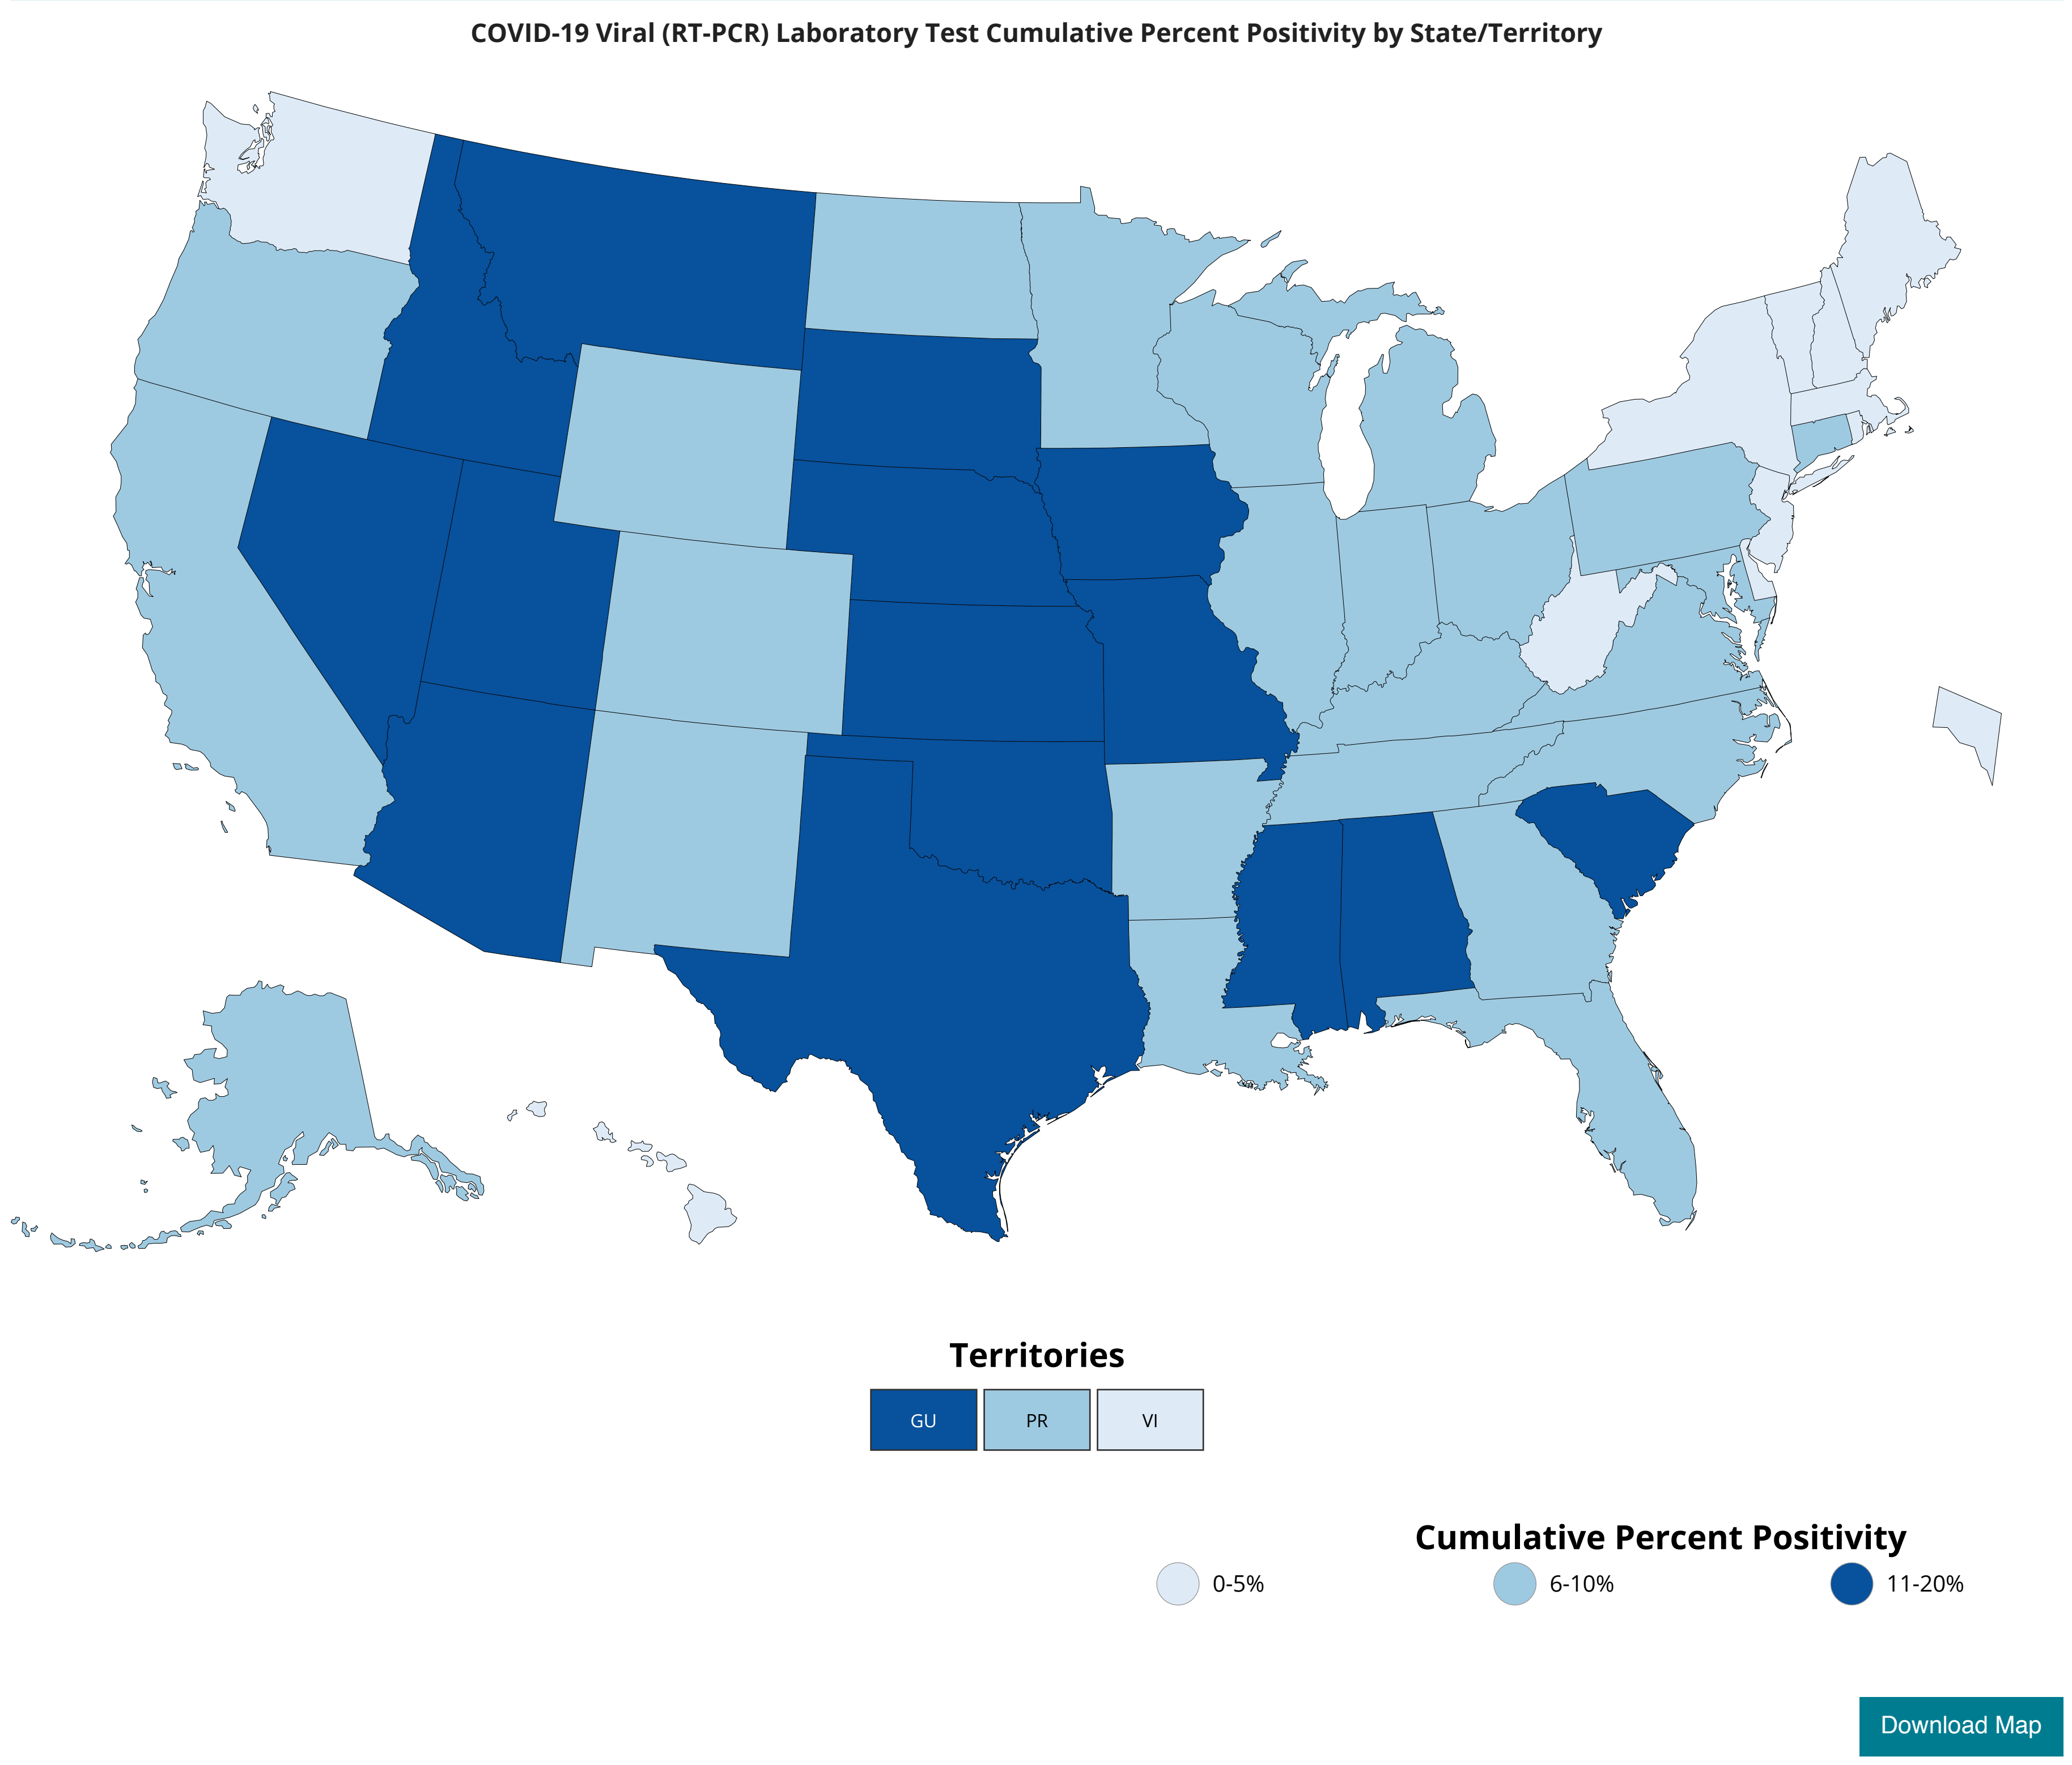 COVID-19 Viral (RT-PCR) Laboratory Test Cumulative Percent Positivity by State/Territory
Territories
GU PR VI
Cumulative Percent Positivity
0-5% 6-10% 11-20%
Download Map